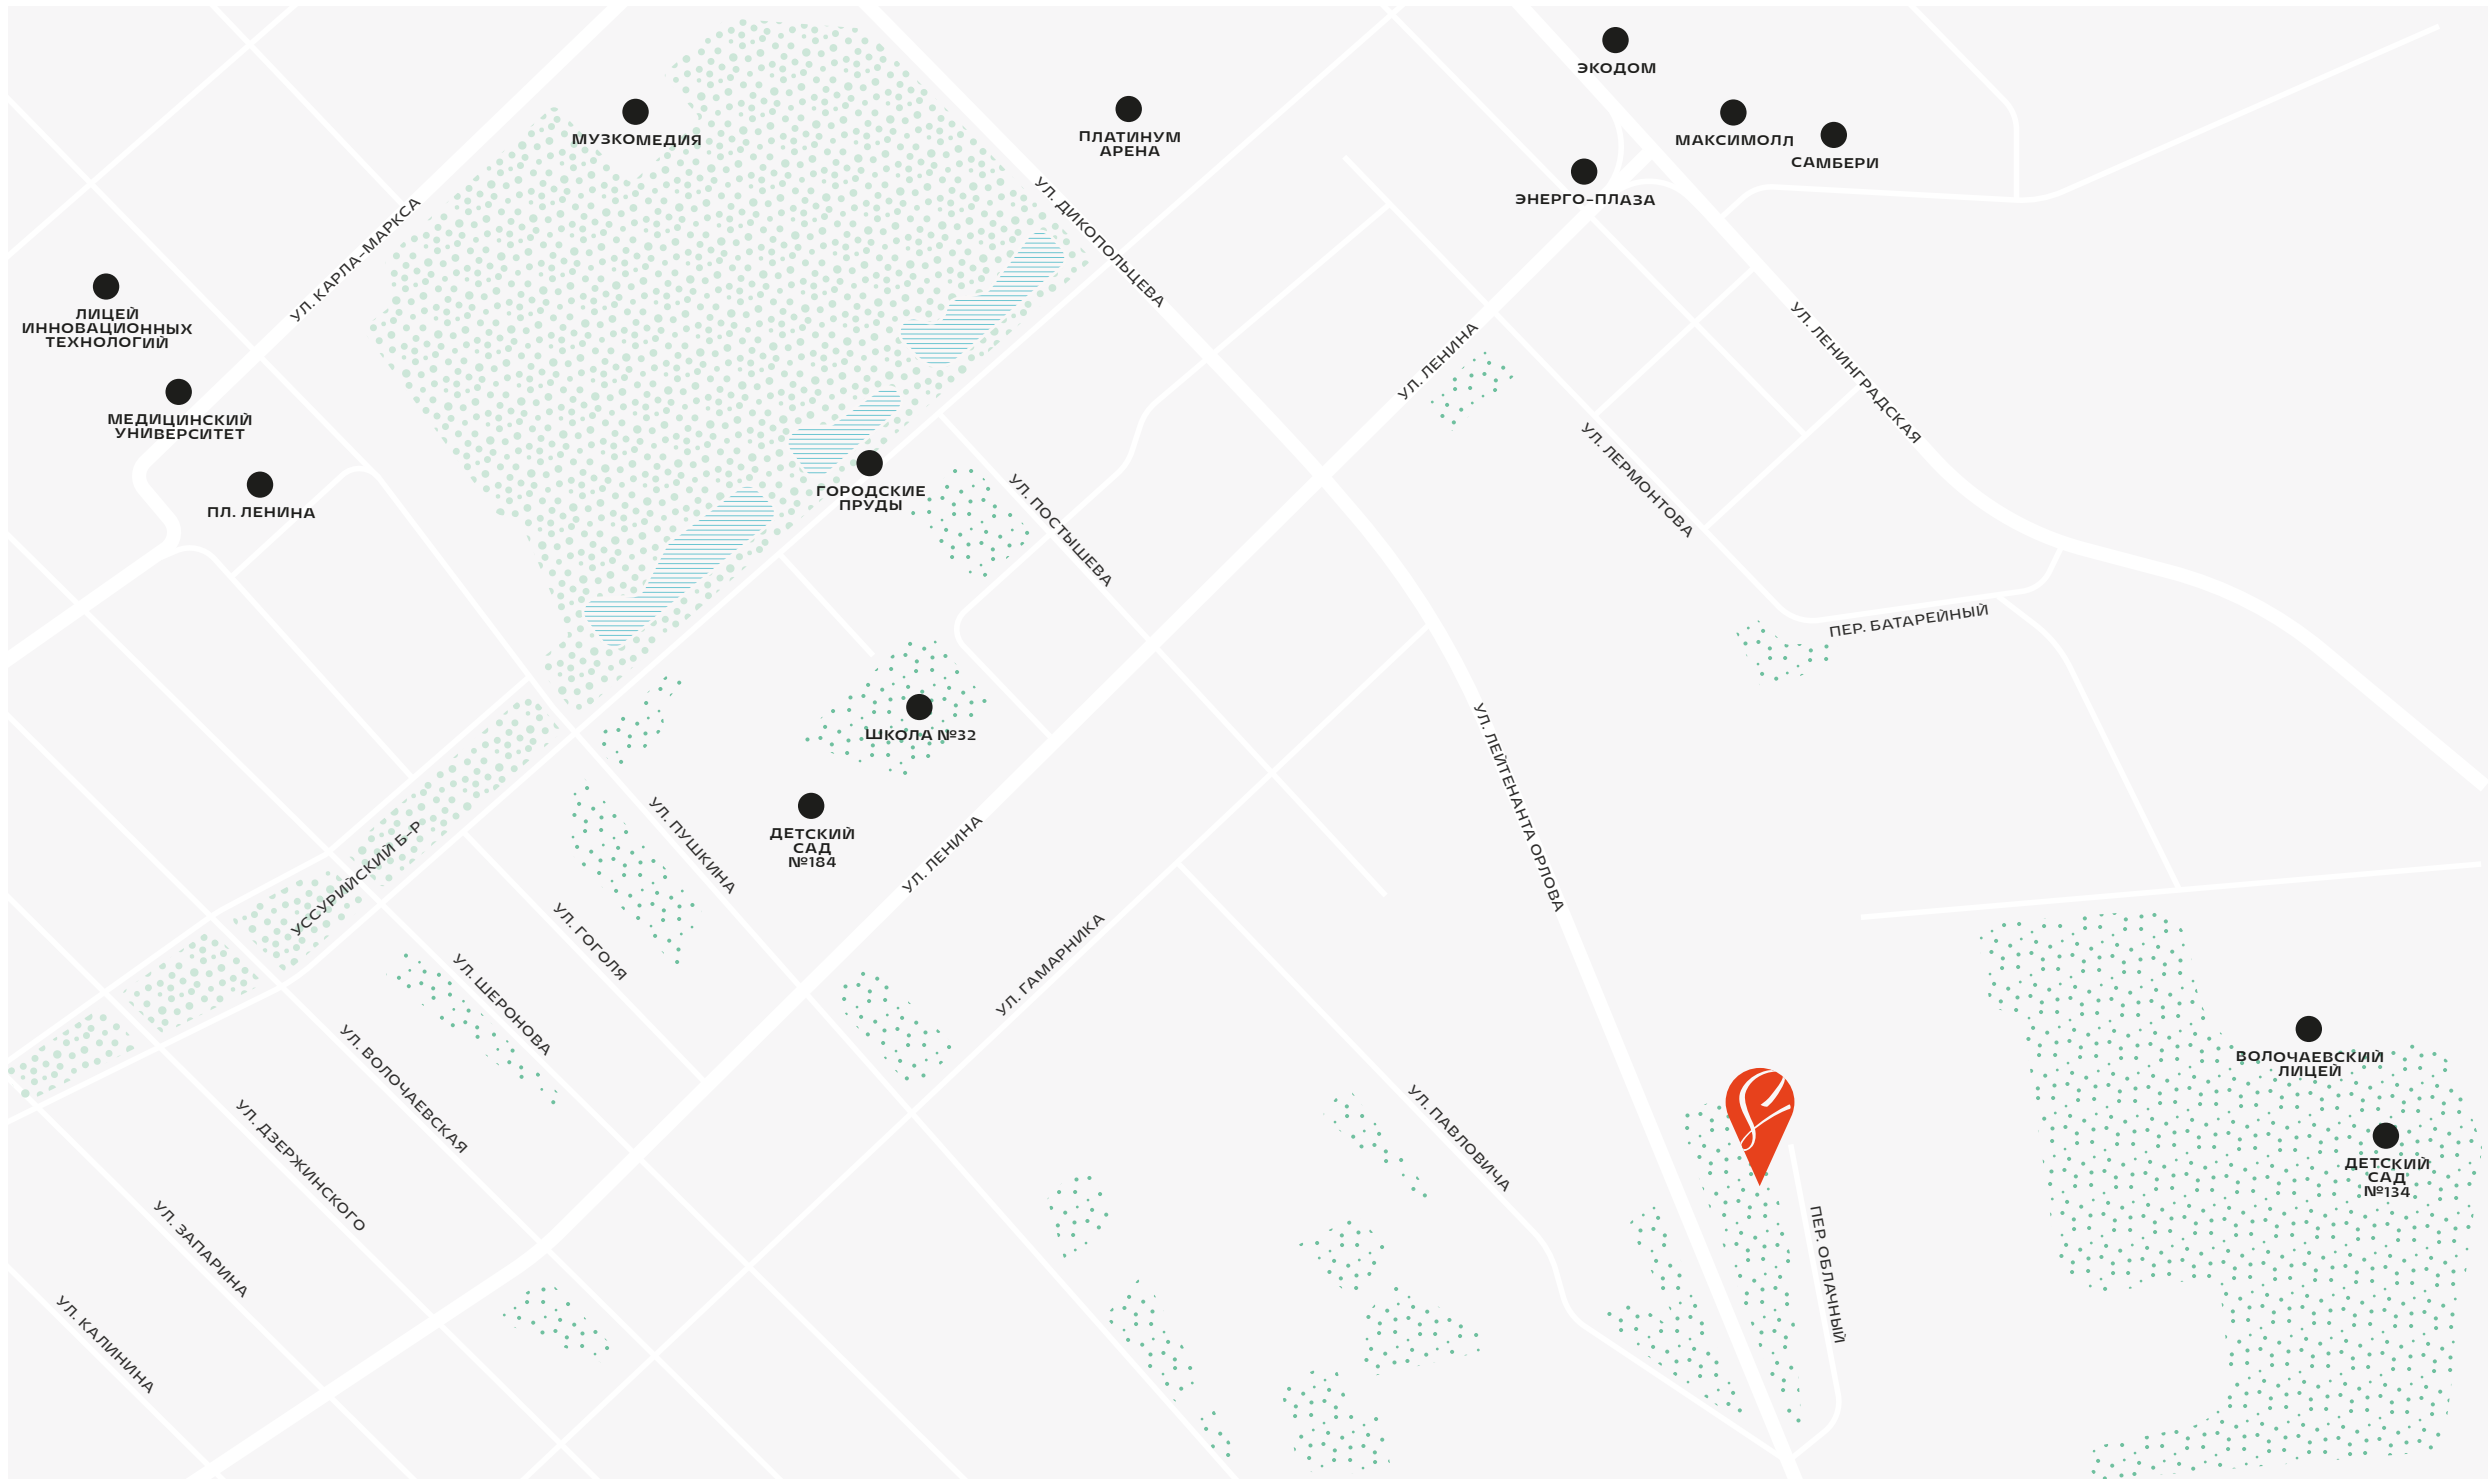 ЭКОДОМ
МУЗКОМЕДИЯ
ПЛАТИНУМ
АРЕНА
МАКСИМОЛЛ
САМБЕРИ
ЭНЕРГО-ПЛАЗА
УЛ. КАРЛА-МАРКСА
УЛ. ДИКОПОЛЬЦЕВА
ЛИЦЕЙ
ИННОВАЦИОННЫХ
ТЕХНОЛОГИЙ
УЛ. ЛЕНИНА
УЛ. ЛЕНИНГРАДСКАЯ
МЕДИЦИНСКИЙ
УНИВЕРСИТЕТ
УЛ. ЛЕРМОНТОВА
ПЛ. ЛЕНИНА
ГОРОДСКИЕ
ПРУДЫ
УЛ. ПОСТЫШЕВА
ПЕР. БАТАРЕЙНЫЙ
ШКОЛА №32
УЛ. ЛЕЙТЕНАНТА ОРЛОВА
ДЕТСКИЙ
САД
№184
УЛ. ПУШКИНА
УЛ. ЛЕНИНА
УССУРИЙСКИЙ Б-Р
УЛ. ГОГОЛЯ
УЛ. ШЕРОНОВА
УЛ. ГАМАРНИКА
УЛ. ВОЛОЧАЕВСКАЯ
ВОЛОЧАЕВСКИЙ
ЛИЦЕЙ
УЛ. ПАВЛОВИЧА
УЛ. ДЗЕРЖИНСКОГО
ДЕТСКИЙ
САД
№134
УЛ. ЗАПАРИНА
ПЕР. ОБЛАЧНЫЙ
УЛ. КАЛИНИНА